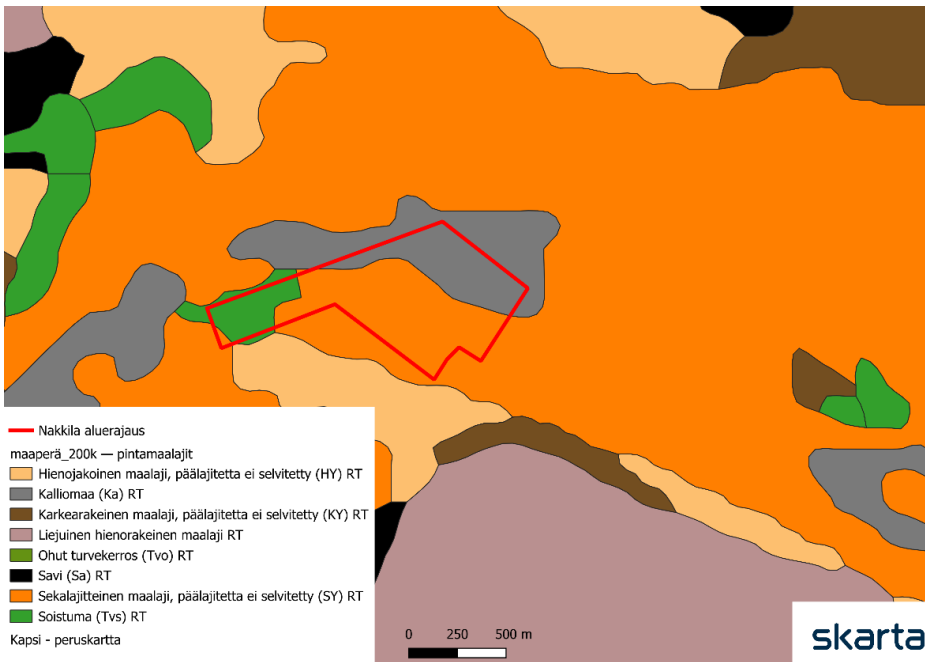 Nakkila aluerajaus
maaperä_200k — pintamaalajit
Hienojakoinen maalaji, päälajitetta ei selvitetty (HY) RT
Kalliomaa (Ka) RT
Karkearakeinen maalaji, päälajitetta ei selvitetty (KY) RT
Liejuinen hienorakeinen maalaji RT
Ohut turvekerros (Tvo) RT
Savi (Sa) RT
Sekalajitteinen maalaji, päälajitetta ei selvitetty (SY) RT
Soistuma (Tvs) RT
Kapsi - peruskartta
0 250 500 m
skarta